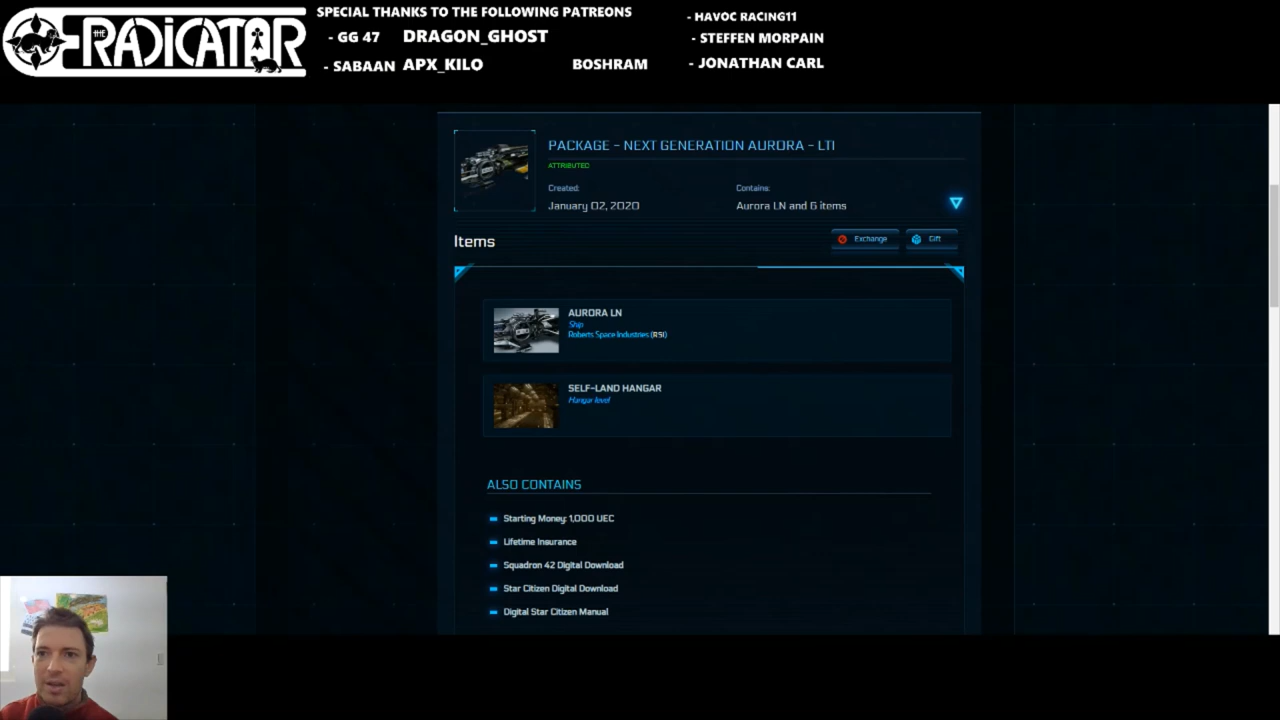 THE
ERADICATOR
SPECIAL THANKS TO THE FOLLOWING PATREONS
- GG 47 DRAGON_GHOST
- SABAAN APX_KILO BOSHRAM
- HAVOC RACING11
- STEFFEN MORPAIN
- JONATHAN CARL
PACKAGE - NEXT GENERATION AURORA - LTI
ATTRIBUTED
Created: Contains:
January 02, 2020 Aurora LN and 6 items
Items
Exchange Gift
AURORA LN
Ship
Roberts Space Industries (RSI)
SELF-LAND HANGAR
Hangar level
ALSO CONTAINS
Starting Money: 1,000 UEC
Lifetime Insurance
Squadron 42 Digital Download
Star Citizen Digital Download
Digital Star Citizen Manual